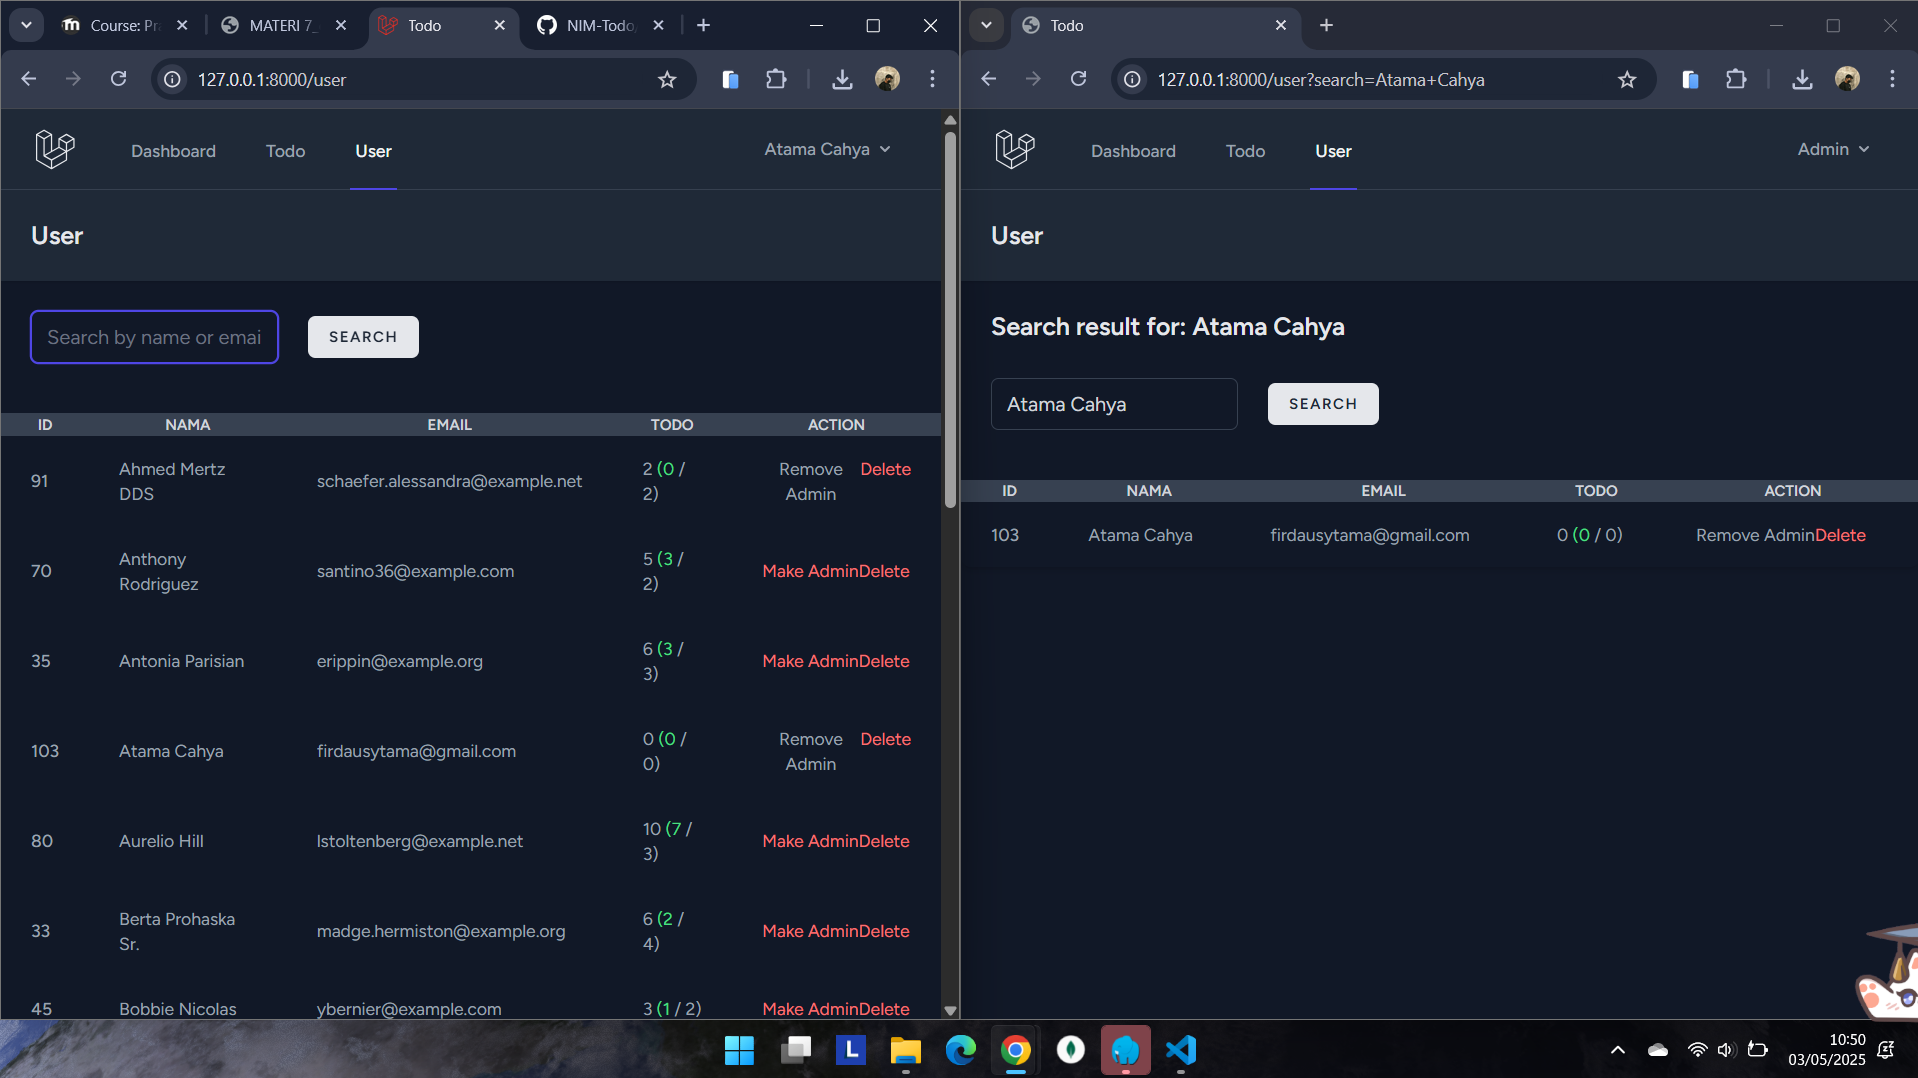 Course: Pr
MATERI 7_
Todo
NIM-Todo
127.0.0.1:8000/user
Dashboard
Todo
User
Atama Cahya
User
Search by name or emai
SEARCH
ID NAMA EMAIL TODO ACTION
91 Ahmed Mertz DDS schaefer.alessandra@example.net 2 (0 / 2) Remove Admin Delete
70 Anthony Rodriguez santino36@example.com 5 (3 / 2) Make AdminDelete
35 Antonia Parisian erippin@example.org 6 (3 / 3) Make AdminDelete
103 Atama Cahya firdausytama@gmail.com 0 (0 / 0) Remove Admin Delete
80 Aurelio Hill lstoltenberg@example.net 10 (7 / 3) Make AdminDelete
33 Berta Prohaska Sr. madge.hermiston@example.org 6 (2 / 4) Make AdminDelete
45 Bobbie Nicolas ybernier@example.com 3 (1 / 2) Make AdminDelete
Todo
127.0.0.1:8000/user?search=Atama+Cahya
Dashboard
Todo
User
Admin
User
Search result for: Atama Cahya
Atama Cahya
SEARCH
ID NAMA EMAIL TODO ACTION
103 Atama Cahya firdausytama@gmail.com 0 (0 / 0) Remove AdminDelete
L
10:50
03/05/2025